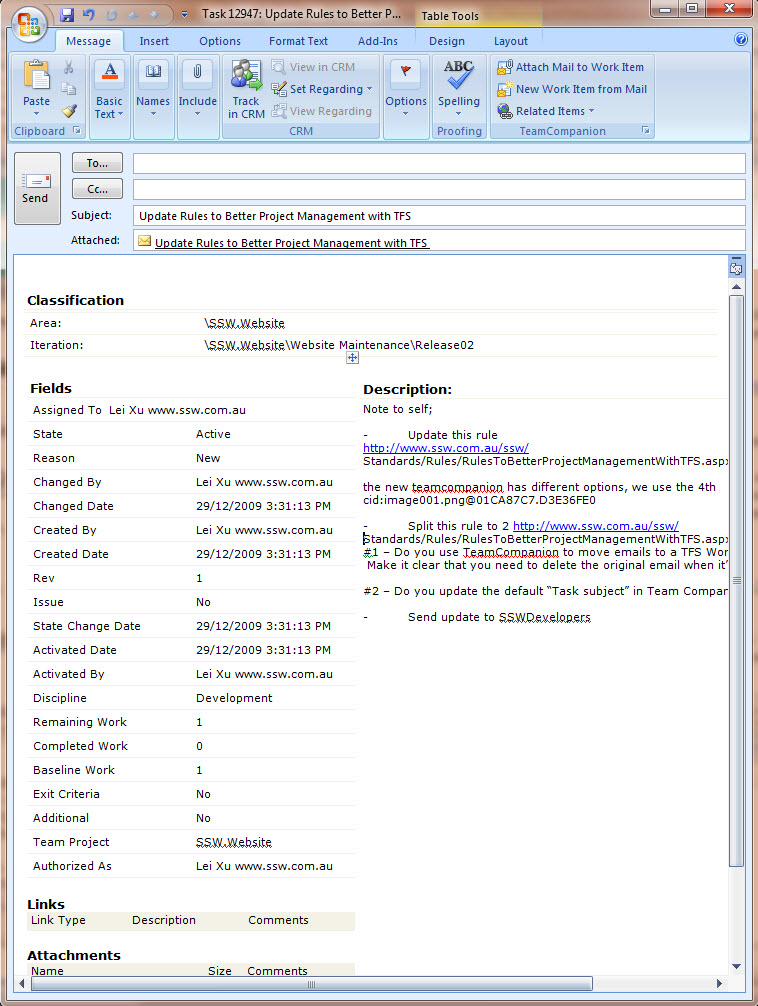 Task 12947: Update Rules to Better P... Table Tools
Message Insert Options Format Text Add-Ins Design Layout
Paste
Clipboard
Basic Text
Names
Include
Track in CRM
View in CRM
Set Regarding
View Regarding
CRM
Options
ABC
Spelling
Proofing
Attach Mail to Work Item
New Work Item from Mail
Related Items
TeamCompanion
Send
To...
Cc...
Subject: Update Rules to Better Project Management with TFS
Attached: Update Rules to Better Project Management with TFS
Classification
Area: \SSW.Website
Iteration: \SSW.Website\Website Maintenance\Release02
Fields
Assigned To Lei Xu www.ssw.com.au
State Active
Reason New
Changed By Lei Xu www.ssw.com.au
Changed Date 29/12/2009 3:31:13 PM
Created By Lei Xu www.ssw.com.au
Created Date 29/12/2009 3:31:13 PM
Rev 1
Issue No
State Change Date 29/12/2009 3:31:13 PM
Activated Date 29/12/2009 3:31:13 PM
Activated By Lei Xu www.ssw.com.au
Discipline Development
Remaining Work 1
Completed Work 0
Baseline Work 1
Exit Criteria No
Additional No
Team Project SSW.Website
Authorized As Lei Xu www.ssw.com.au
Description:
Note to self;
- Update this rule
http://www.ssw.com.au/ssw/
Standards/Rules/RulesToBetterProjectManagementWithTFS.aspx
the new teamcompanion has different options, we use the 4th
cid:image001.png@01CA87C7.D3E36FE0
- Split this rule to 2 http://www.ssw.com.au/ssw/
Standards/Rules/RulesToBetterProjectManagementWithTFS.aspx
#1 – Do you use TeamCompanion to move emails to a TFS Wor
Make it clear that you need to delete the original email when it’
#2 – Do you update the default “Task subject” in Team Compan
- Send update to SSWDevelopers
Links
Link Type Description Comments
Attachments
Name Size Comments